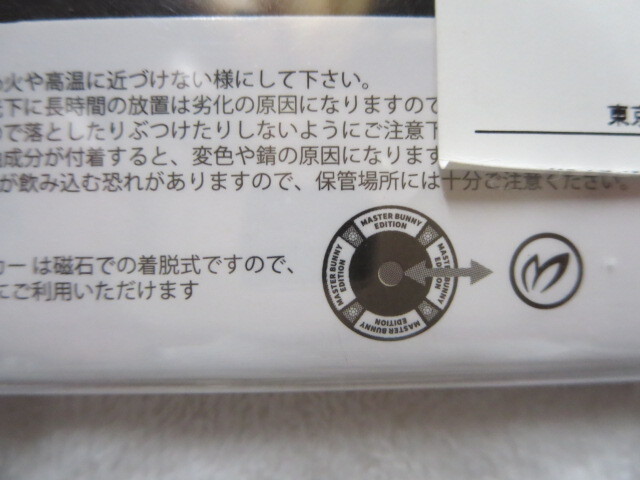 火や高温に近づけない様にして下さい。
下に長時間の放置は劣化の原因になりますので
で落としたりぶつけたりしないようにご注意下
成分が付着すると、変色や錆の原因になります
が飲み込む恐れがありますので、保管場所には十分ご注意ください。
東京
カーは磁石での着脱式ですので、
にご利用いただけます
MASTER BUNNY
EDITION
MASTER BUNNY
EDITION
MASTER BUNNY
EDITION
MASTER BUNNY
EDITION